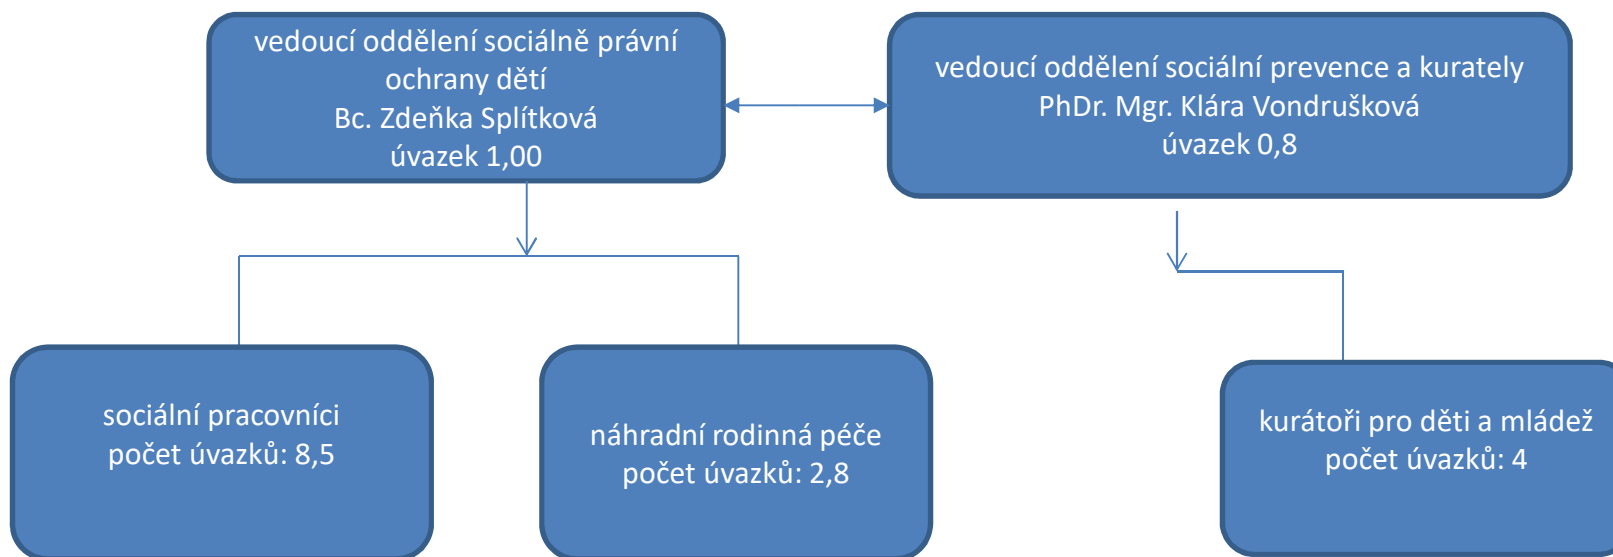 vedoucí oddělení sociálně právní
ochrany dětí
Bc. Zdeňka Splítková
úvazek 1,00
vedoucí oddělení sociální prevence a kurately
PhDr. Mgr. Klára Vondrušková
úvazek 0,8
sociální pracovníci
počet úvazků: 8,5
náhradní rodinná péče
počet úvazků: 2,8
kurátoři pro děti a mládež
počet úvazků: 4